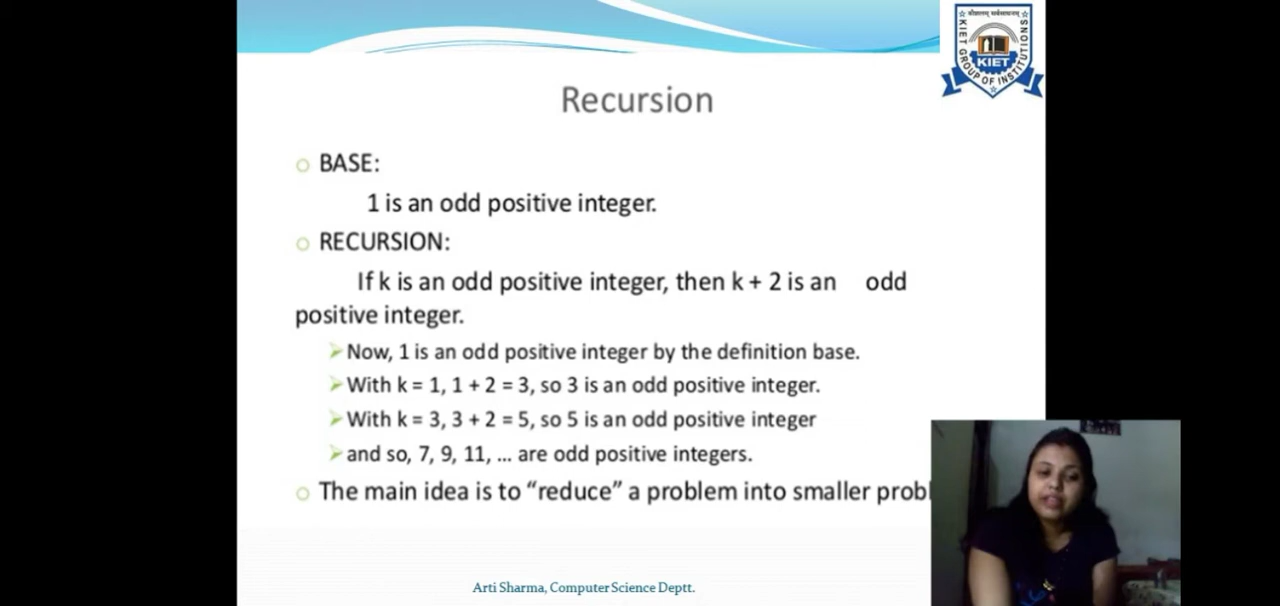 KIET GROUP OF INSTITUTIONS
KIET
Recursion
BASE:
1 is an odd positive integer.
RECURSION:
If k is an odd positive integer, then k + 2 is an odd
positive integer.
Now, 1 is an odd positive integer by the definition base.
With k = 1, 1 + 2 = 3, so 3 is an odd positive integer.
With k = 3, 3 + 2 = 5, so 5 is an odd positive integer
and so, 7, 9, 11, ... are odd positive integers.
The main idea is to “reduce” a problem into smaller
Arti Sharma, Computer Science Deptt.